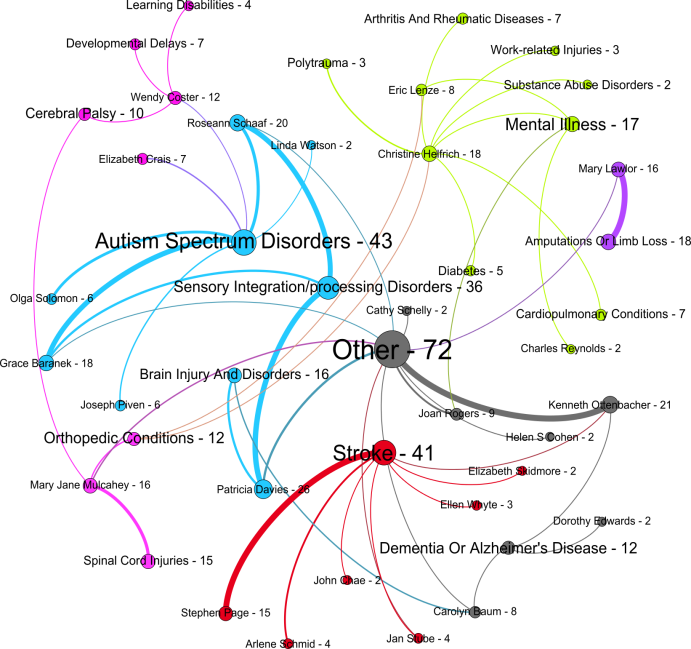 Learning Disabilities - 4
Arthritis And Rheumatic Diseases - 7
Developmental Delays - 7
Work-related Injuries - 3
Polytrauma - 3
Substance Abuse Disorders - 2
Eric Lenze - 8
Wendy Coster - 12
Cerebral Palsy - 10
Roseann Schaaf - 20
Mental Illness - 17
Linda Watson - 2
Christine Helfrich - 18
Elizabeth Crais - 7
Mary Lawlor - 16
Autism Spectrum Disorders - 43
Amputations Or Limb Loss - 18
Diabetes - 5
Sensory Integration/processing Disorders - 36
Olga Solomon - 6
Cathy Schelly - 2
Cardiopulmonary Conditions - 7
Other - 72
Charles Reynolds - 2
Grace Baranek - 18
Brain Injury And Disorders - 16
Joseph Piven - 6
Kenneth Ottenbacher - 21
Joan Rogers - 9
Orthopedic Conditions - 12
Helen S Cohen - 2
Stroke - 41
Elizabeth Skidmore - 2
Mary Jane Mulcahey - 16
Patricia Davies - 26
Ellen Whyte - 3
Dorothy Edwards - 2
Dementia Or Alzheimer's Disease - 12
Spinal Cord Injuries - 15
John Chae - 2
Stephen Page - 15
Carolyn Baum - 8
Jan Stube - 4
Arlene Schmid - 4